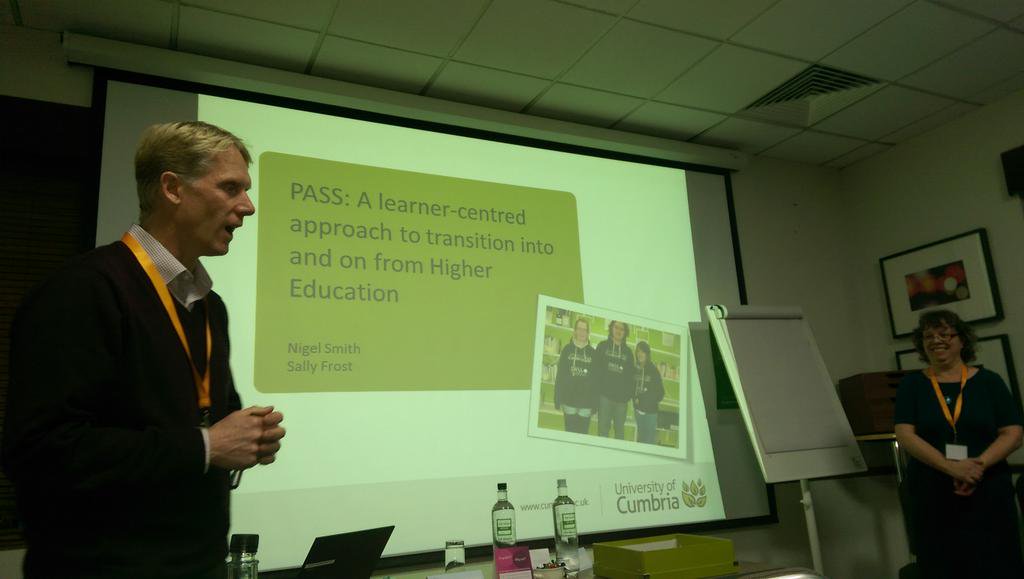 PASS: A learner-centred
approach to transition into
and on from Higher
Education
Nigel Smith
Sally Frost
University of
Cumbria